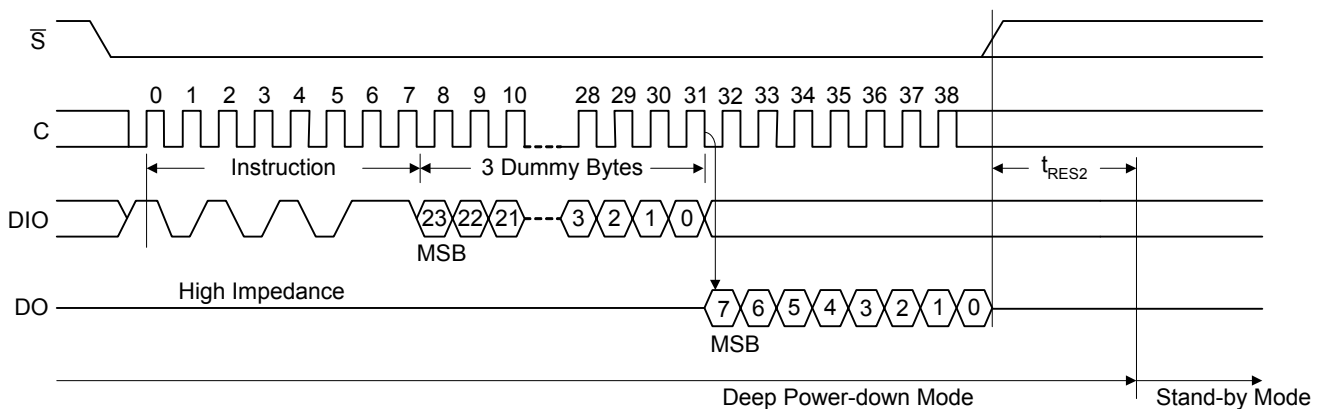 S̅
0 1 2 3 4 5 6 7 8 9 10 28 29 30 31 32 33 34 35 36 37 38
C
Instruction 3 Dummy Bytes tRES2
DIO 23 22 21 3 2 1 0
MSB
High Impedance
DO 7 6 5 4 3 2 1 0
MSB
Deep Power-down Mode Stand-by Mode